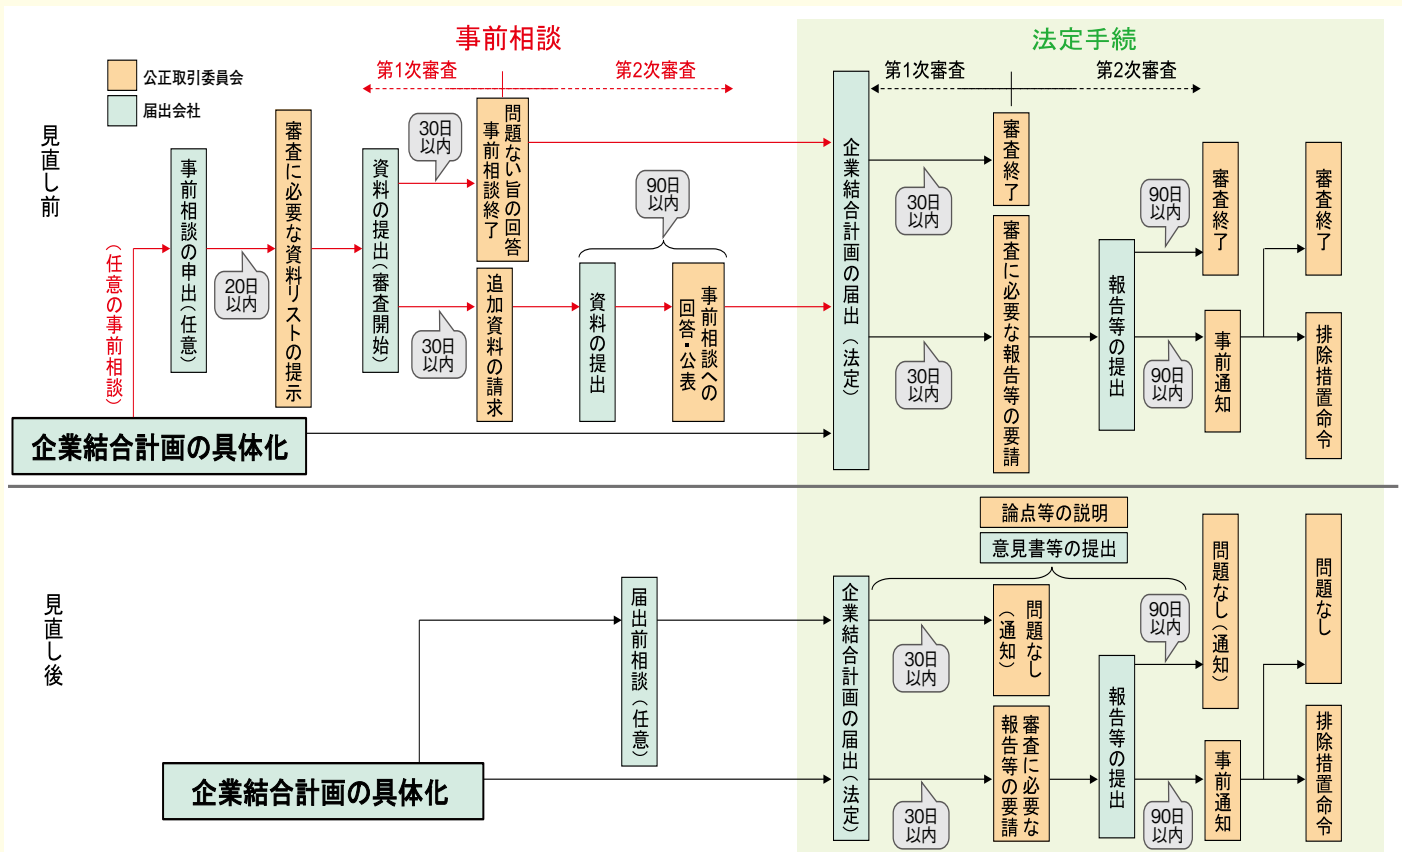 事前相談
法定手続
公正取引委員会
届出会社
第1次審査
第2次審査
第1次審査
第2次審査
見直し前
(任意の事前相談)
事前相談の申出(任意)
20日
以内
審査に必要な資料リストの提示
資料の提出(審査開始)
30日
以内
30日
以内
問題ない旨の回答
事前相談終了
追加資料の請求
90日
以内
資料の提出
事前相談への
回答・公表
企業結合計画の届出(法定)
30日
以内
30日
以内
審査終了
審査に必要な報告等の要請
報告等の提出
90日
以内
90日
以内
審査終了
事前通知
審査終了
排除措置命令
企業結合計画の具体化
見直し後
企業結合計画の具体化
届出前相談(任意)
企業結合計画の届出(法定)
論点等の説明
意見書等の提出
30日
以内
30日
以内
問題なし
(通知)
審査に必要な
報告等の要請
報告等の提出
90日
以内
90日
以内
問題なし(通知)
事前通知
問題なし
排除措置命令